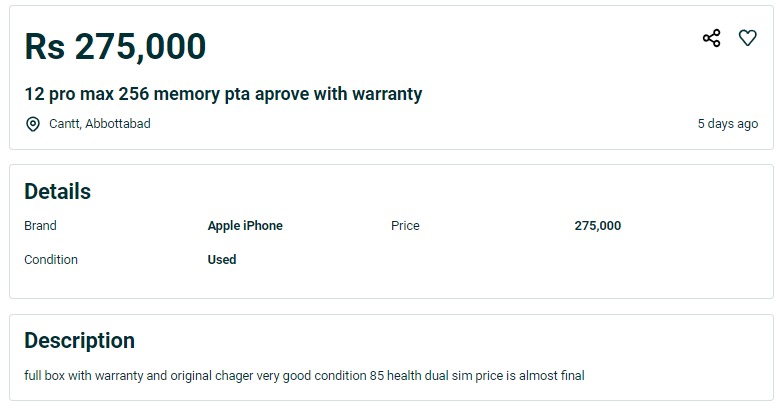 Rs 275,000
12 pro max 256 memory pta aprove with warranty
Cantt, Abbottabad 5 days ago
Details
Brand Apple iPhone Price 275,000
Condition Used
Description
full box with warranty and original chager very good condition 85 health dual sim price is almost final